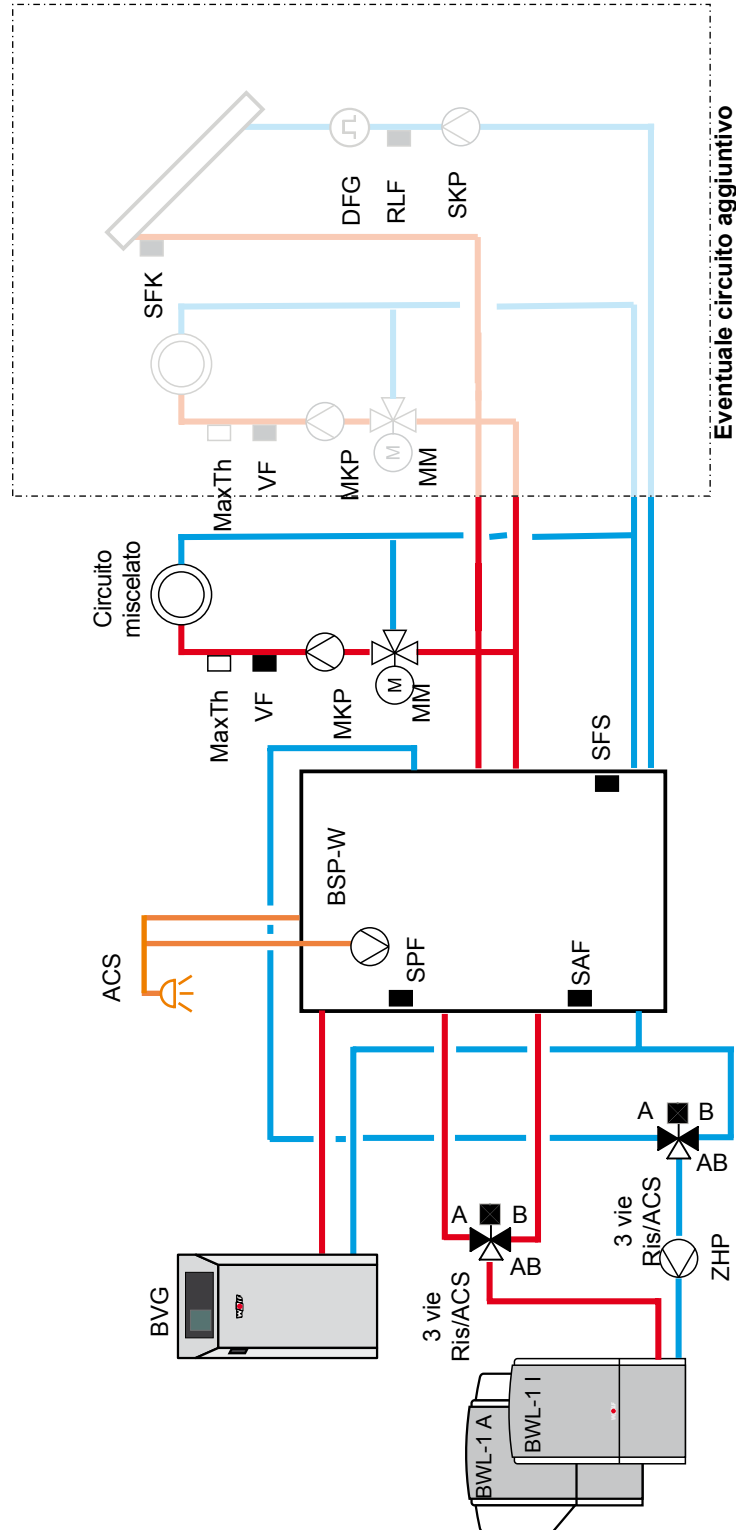 Eventuale circuito aggiuntivo
SFK
DFG
RLF
SKP
MaxTh
VF
MKP
MM
M
Circuito
miscelato
MaxTh
VF
MKP
MM
M
ACS
BSP-W
SPF
SAF
SFS
BVG
3 vie
Ris/ACS
A
B
AB
3 vie
Ris/ACS
A
B
AB
ZHP
BWL-1 A
BWL-1 I